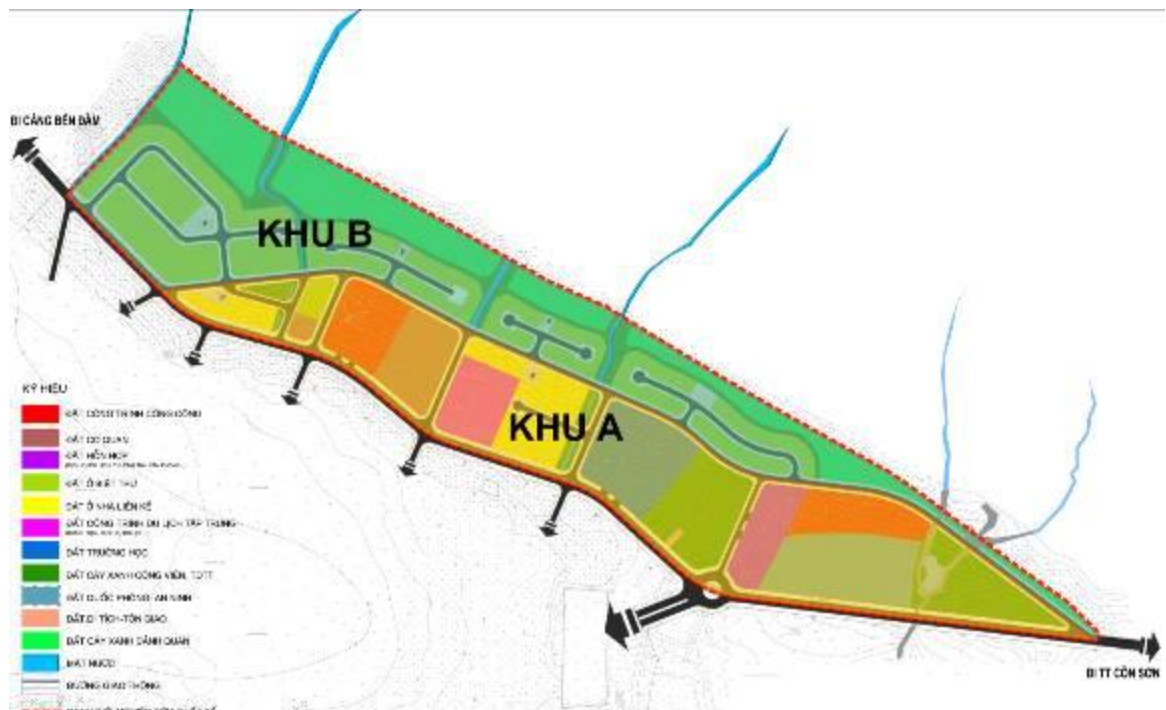 ĐI CẢNG BẾN ĐẦM
KHU B
KHU A
KÝ HIỆU
ĐẤT CÔNG TRÌNH CÔNG CỘNG
ĐẤT CƠ QUAN
ĐẤT HỖN HỢP
ĐẤT Ở BIỆT THỰ
ĐẤT Ở NHÀ LIÊN KẾ
ĐẤT CÔNG TRÌNH DU LỊCH TẬP TRUNG
ĐẤT TRƯỜNG HỌC
ĐẤT CÂY XANH CÔNG VIÊN, TDTT
ĐẤT QUỐC PHÒNG, AN NINH
ĐẤT DI TÍCH-TÔN GIÁO
ĐẤT CÂY XANH CẢNH QUAN
MẶT NƯỚC
ĐƯỜNG GIAO THÔNG
ĐI TT CÔN SƠN